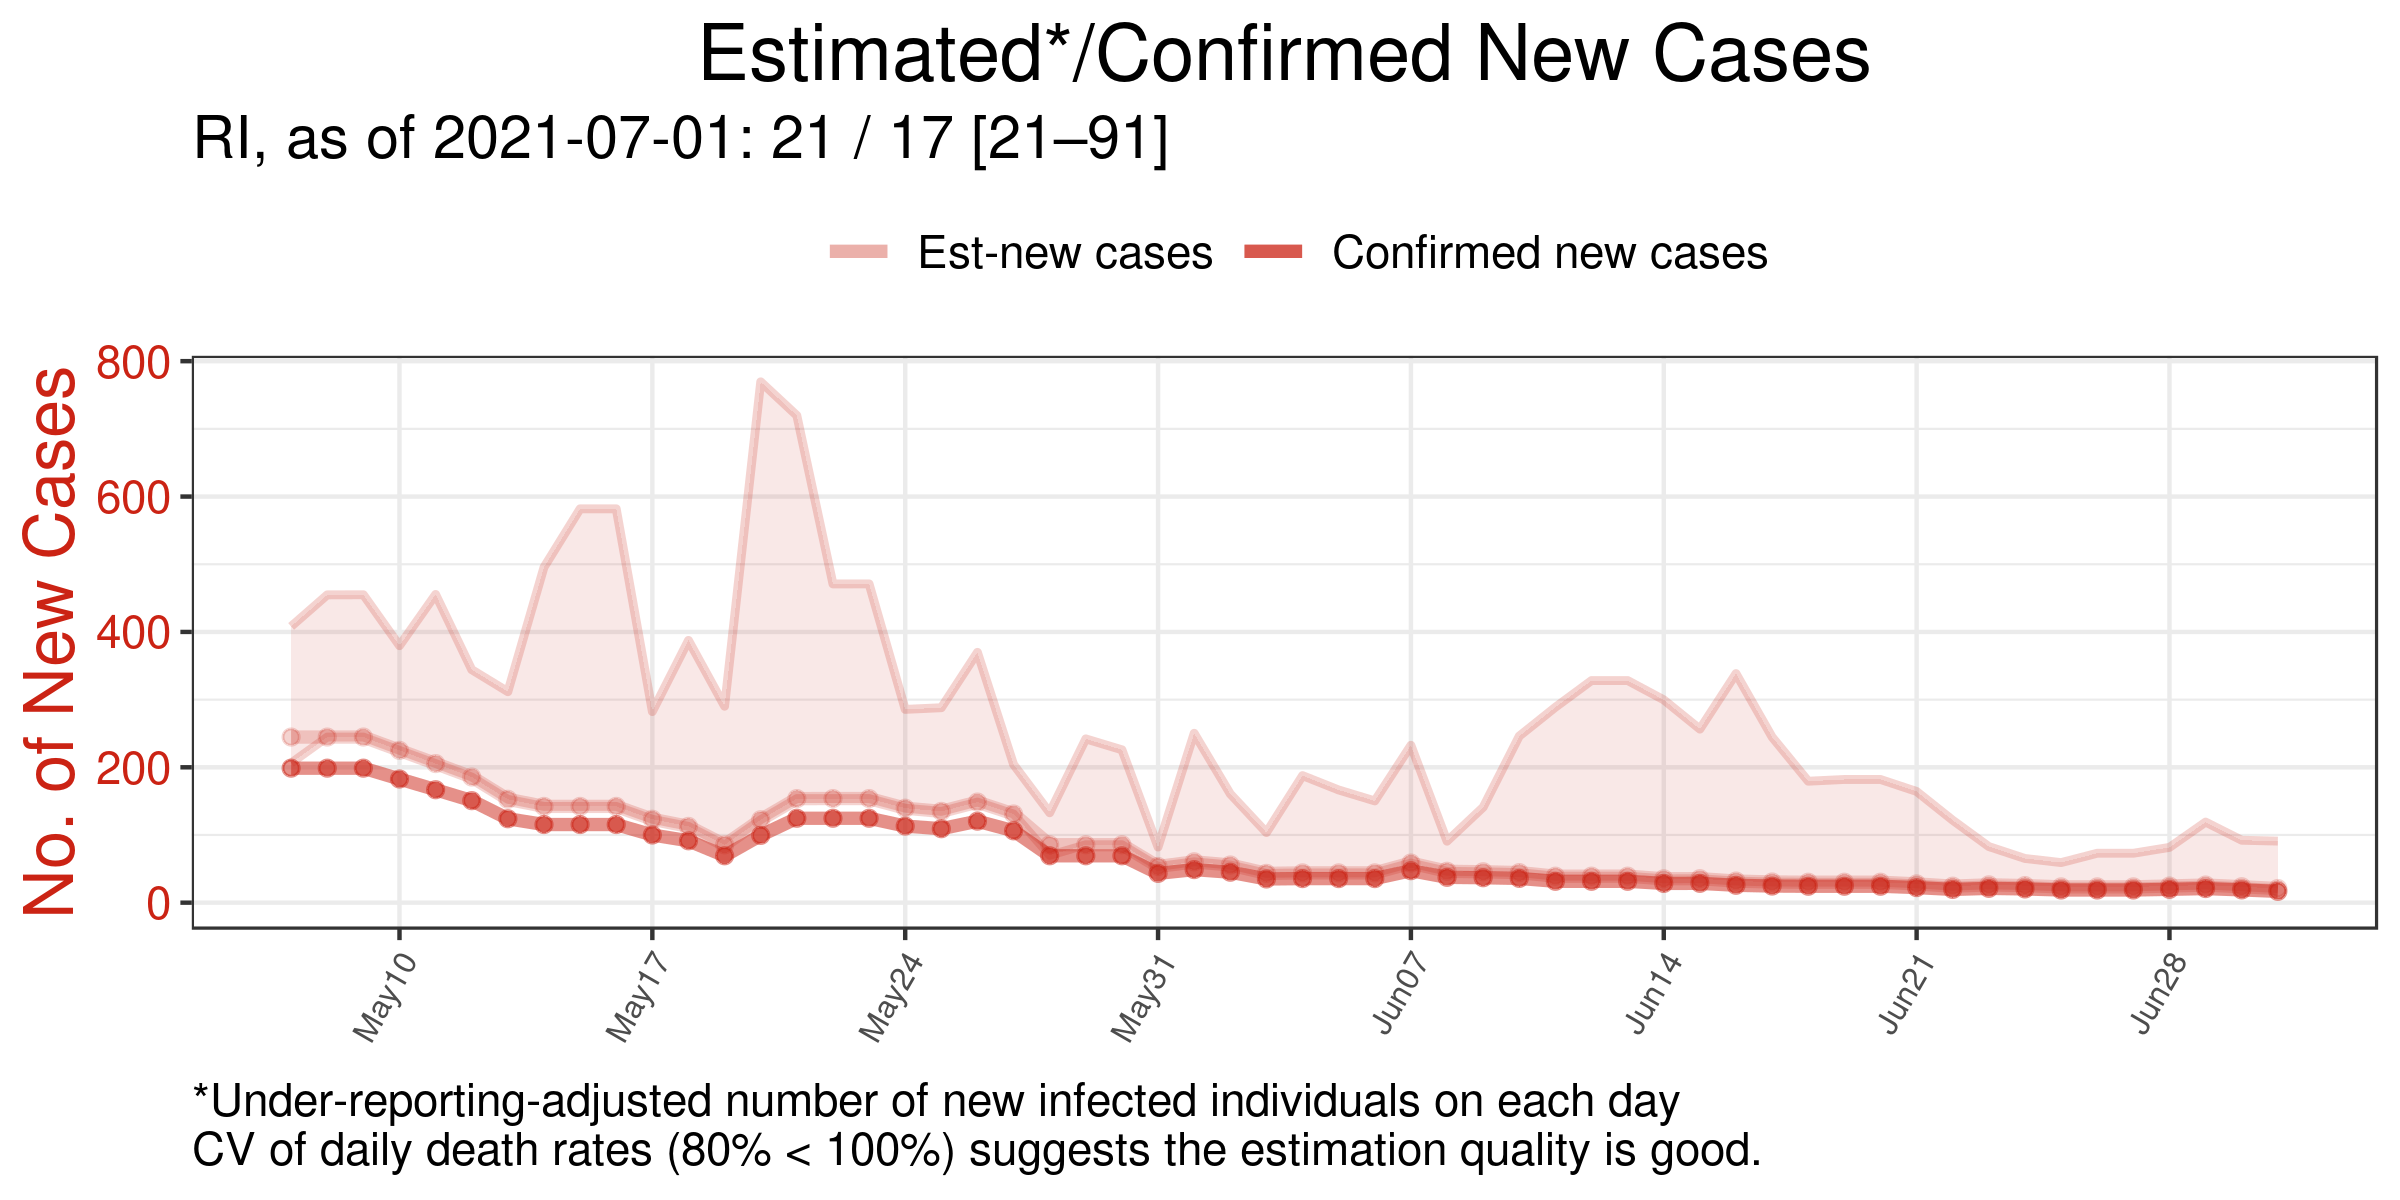 Estimated*/Confirmed New Cases
RI, as of 2021-07-01: 21 / 17 [21–91]
Est-new cases Confirmed new cases
No. of New Cases
800
600
400
200
0
May10 May17 May24 May31 Jun07 Jun14 Jun21 Jun28
*Under-reporting-adjusted number of new infected individuals on each day
CV of daily death rates (80% < 100%) suggests the estimation quality is good.